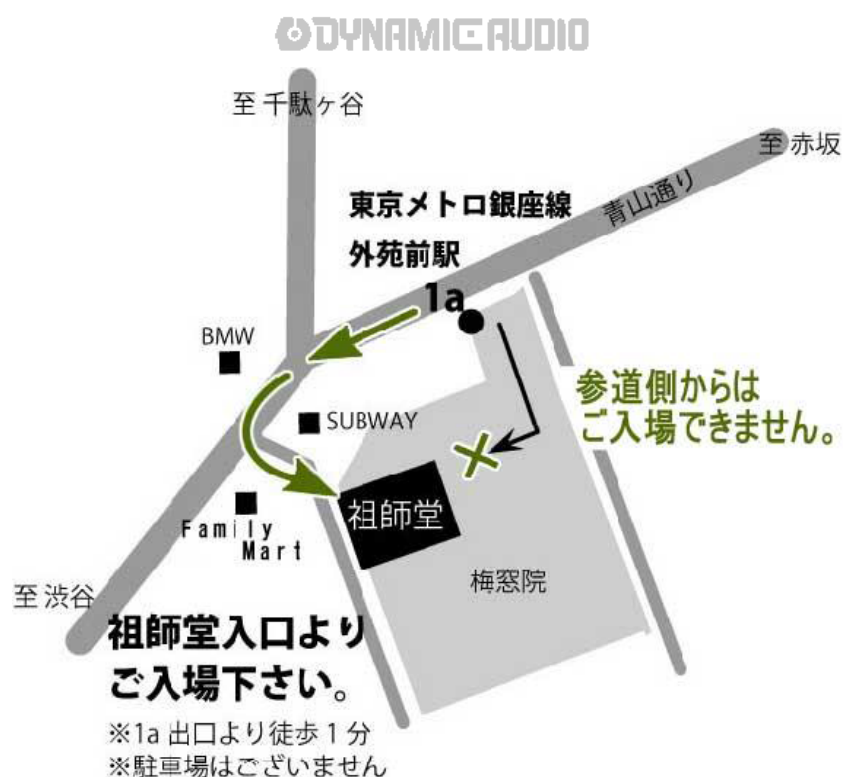 DYNAMIC AUDIO
至 千駄ヶ谷
至 赤坂
青山通り
東京メトロ銀座線
外苑前駅
1a
BMW
参道側からは
ご入場できません。
SUBWAY
祖師堂
Family
Mart
梅窓院
至 渋谷
祖師堂入口より
ご入場下さい。
※1a 出口より徒歩 1 分
※駐車場はございません